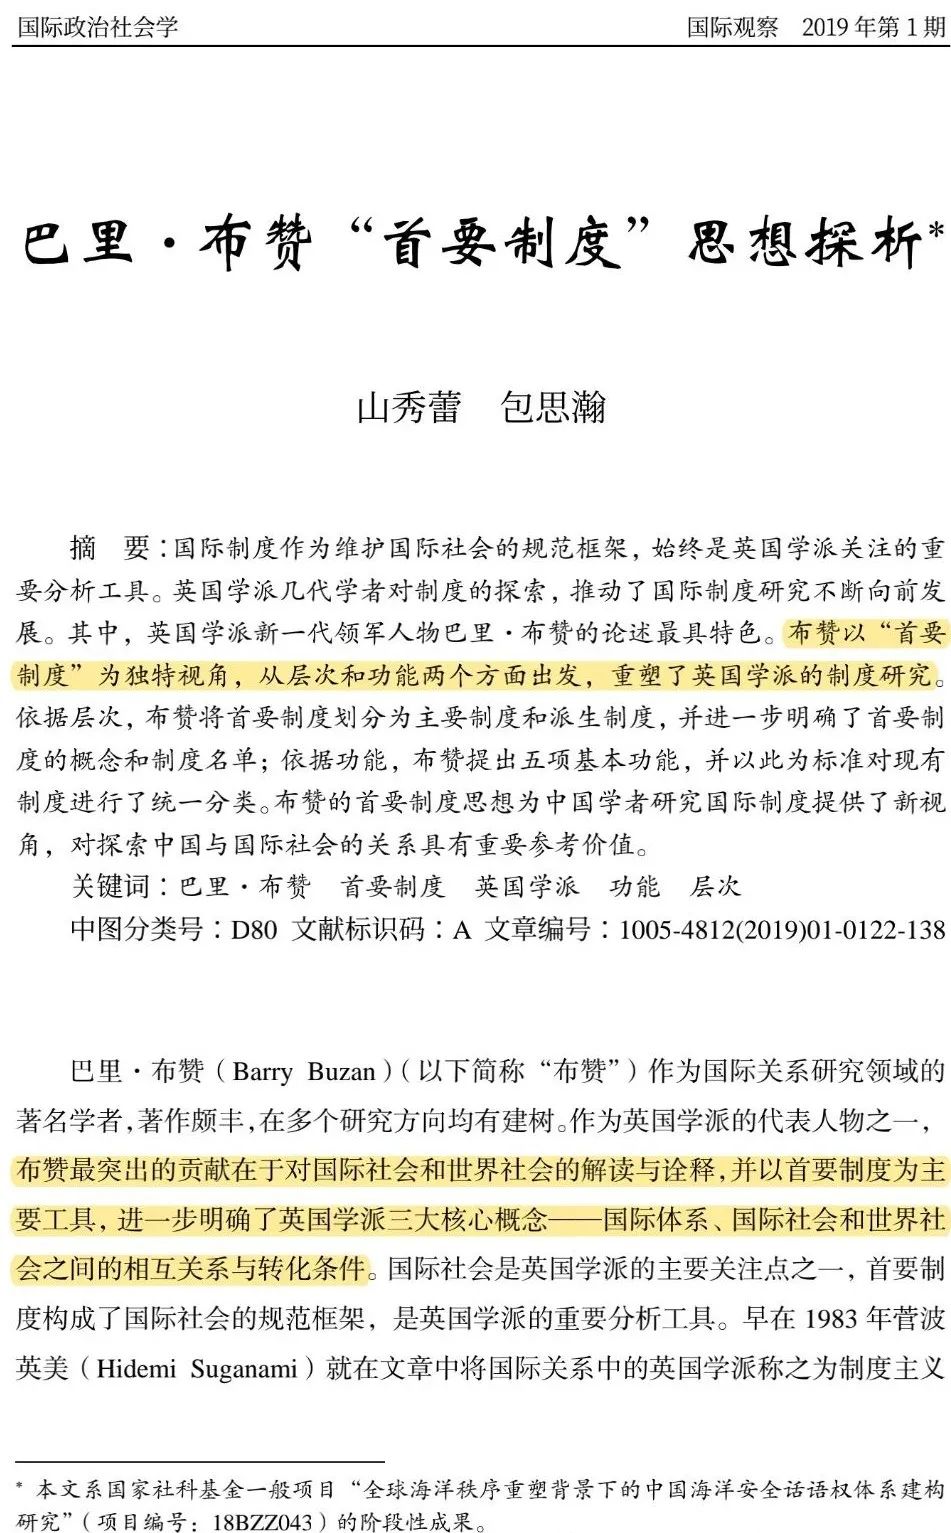 国际政治社会学 国际观察 2019 年第 1 期
巴里·布赞“首要制度”思想探析*
山秀蕾 包思瀚
摘 要：国际制度作为维护国际社会的规范框架，始终是英国学派关注的重
要分析工具。英国学派几代学者对制度的探索，推动了国际制度研究不断向前发
展。其中，英国学派新一代领军人物巴里·布赞的论述最具特色。布赞以“首要
制度”为独特视角，从层次和功能两个方面出发，重塑了英国学派的制度研究。
依据层次，布赞将首要制度划分为主要制度和派生制度，并进一步明确了首要制
度的概念和制度名单；依据功能，布赞提出五项基本功能，并以此为标准对现有
制度进行了统一分类。布赞的首要制度思想为中国学者研究国际制度提供了新视
角，对探索中国与国际社会的关系具有重要参考价值。
关键词：巴里·布赞 首要制度 英国学派 功能 层次
中图分类号：D80 文献标识码：A 文章编号：1005-4812(2019)01-0122-138
巴里·布赞（Barry Buzan）（以下简称“布赞”）作为国际关系研究领域的
著名学者，著作颇丰，在多个研究方向均有建树。作为英国学派的代表人物之一，
布赞最突出的贡献在于对国际社会和世界社会的解读与诠释，并以首要制度为主
要工具，进一步明确了英国学派三大核心概念——国际体系、国际社会和世界社
会之间的相互关系与转化条件。国际社会是英国学派的主要关注点之一，首要制
度构成了国际社会的规范框架，是英国学派的重要分析工具。早在 1983 年菅波
英美（Hidemi Suganami）就在文章中将国际关系中的英国学派称之为制度主义
* 本文系国家社科基金一般项目“全球海洋秩序重塑背景下的中国海洋安全话语权体系建构
研究”（项目编号：18BZZ043）的阶段性成果。